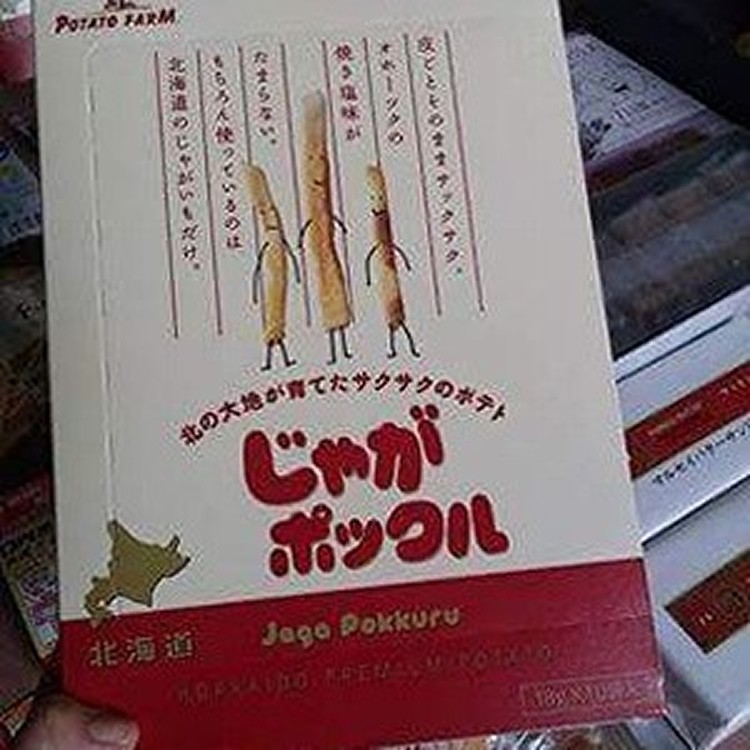 POTATO FARM
皮ごとそのままサックサク。
オホーツクの
焼き塩味が
たまらない。
もちろん使っているのは
北海道のじゃがいもだけ。
北の大地が育てたサクサクのポテト
じゃが
ポックル
北海道
Jaga Pokkuru
HOKKAIDO PREMIUM POTATO